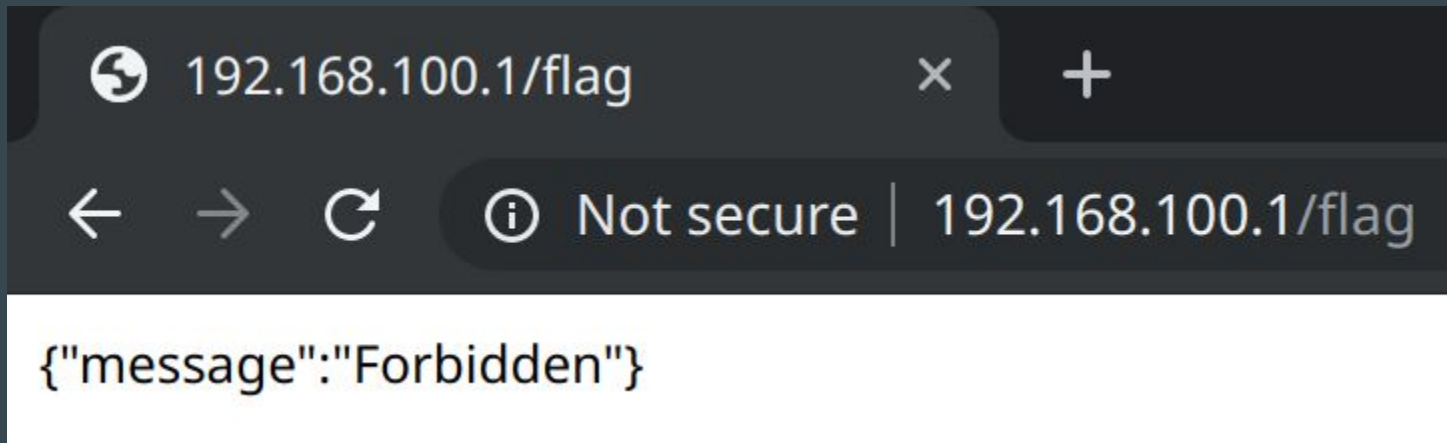 192.168.100.1/flag
Not secure 192.168.100.1/flag
{"message":"Forbidden"}